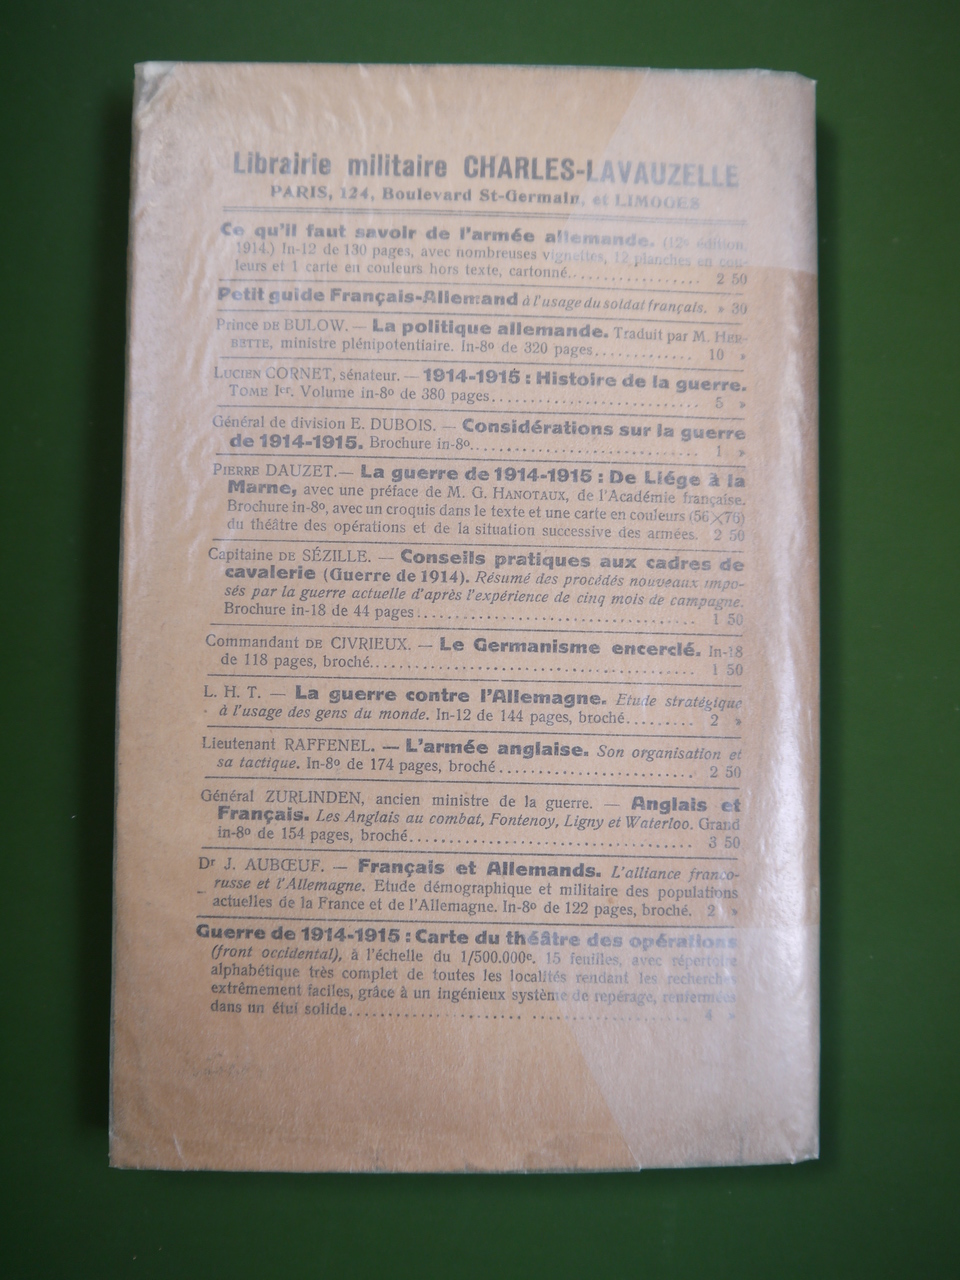 Librairie militaire CHARLES-LAVAUZELLE
PARIS, 124, Boulevard St-Germain, et LIMOGES
Ce qu'il faut savoir de l'armée allemande. (12e édition,
1914.) In-12 de 130 pages, avec nombreuses vignettes, 12 planches en cou-
leurs et 1 carte en couleurs hors texte, cartonné.............. 2 50
Petit guide Français-Allemand à l'usage du soldat français. » 30
Prince DE BULOW. — La politique allemande. Traduit par M. HER-
BETTE, ministre plénipotentiaire. In-8o de 320 pages............ 10 »
LUCIEN CORNET, sénateur. — 1914-1915 : Histoire de la guerre.
TOME Ier. Volume in-8o de 380 pages........................ 5 »
Général de division E. DUBOIS. — Considérations sur la guerre
de 1914-1915. Brochure in-8o........................ 1 »
PIERRE DAUZET.— La guerre de 1914-1915 : De Liége à la
Marne, avec une préface de M. G. HANOTAUX, de l'Académie française.
Brochure in-8o, avec un croquis dans le texte et une carte en couleurs (56×76)
du théâtre des opérations et de la situation successive des armées. 2 50
Capitaine DE SÉZILLE. — Conseils pratiques aux cadres de
cavalerie (Guerre de 1914). Résumé des procédés nouveaux impo-
sés par la guerre actuelle d'après l'expérience de cinq mois de campagne.
Brochure in-18 de 44 pages.............................. 1 50
Commandant DE CIVRIEUX. — Le Germanisme encerclé. In-18
de 118 pages, broché.............................. 1 50
L. H. T. — La guerre contre l'Allemagne. Etude stratégique
à l'usage des gens du monde. In-12 de 144 pages, broché......... 2 »
Lieutenant RAFFENEL. — L'armée anglaise. Son organisation et
sa tactique. In-8o de 174 pages, broché........................ 2 50
Général ZURLINDEN, ancien ministre de la guerre. — Anglais et
Français. Les Anglais au combat, Fontenoy, Ligny et Waterloo. Grand
in-8o de 154 pages, broché.............................. 3 50
Dr J. AUBŒUF. — Français et Allemands. L'alliance franco-
russe et l'Allemagne. Etude démographique et militaire des populations
actuelles de la France et de l'Allemagne. In-8o de 122 pages, broché. 2 »
Guerre de 1914-1915 : Carte du théâtre des opérations
(front occidental), à l'échelle du 1/500.000e. 15 feuilles, avec répertoire
alphabétique très complet de toutes les localités rendant les recherches
extrêmement faciles, grâce à un ingénieux système de repérage, renfermées
dans un étui solide.............................. 4 »